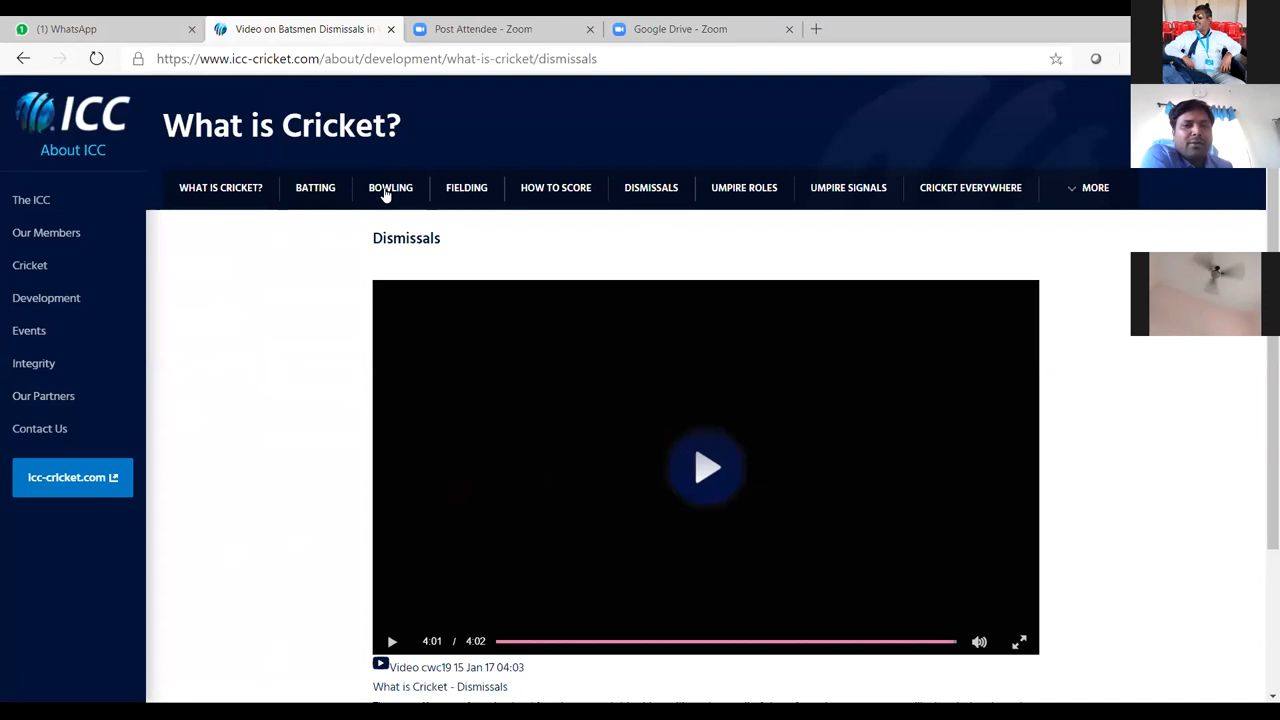 (1) WhatsApp
Video on Batsmen Dismissals in
Post Attendee - Zoom
Google Drive - Zoom
https://www.icc-cricket.com/about/development/what-is-cricket/dismissals
ICC
About ICC
What is Cricket?
WHAT IS CRICKET?
BATTING
BOWLING
FIELDING
HOW TO SCORE
DISMISSALS
UMPIRE ROLES
UMPIRE SIGNALS
CRICKET EVERYWHERE
MORE
The ICC
Our Members
Cricket
Development
Events
Integrity
Our Partners
Contact Us
icc-cricket.com
Dismissals
4:01 / 4:02
Video cwc19 15 Jan 17 04:03
What is Cricket - Dismissals